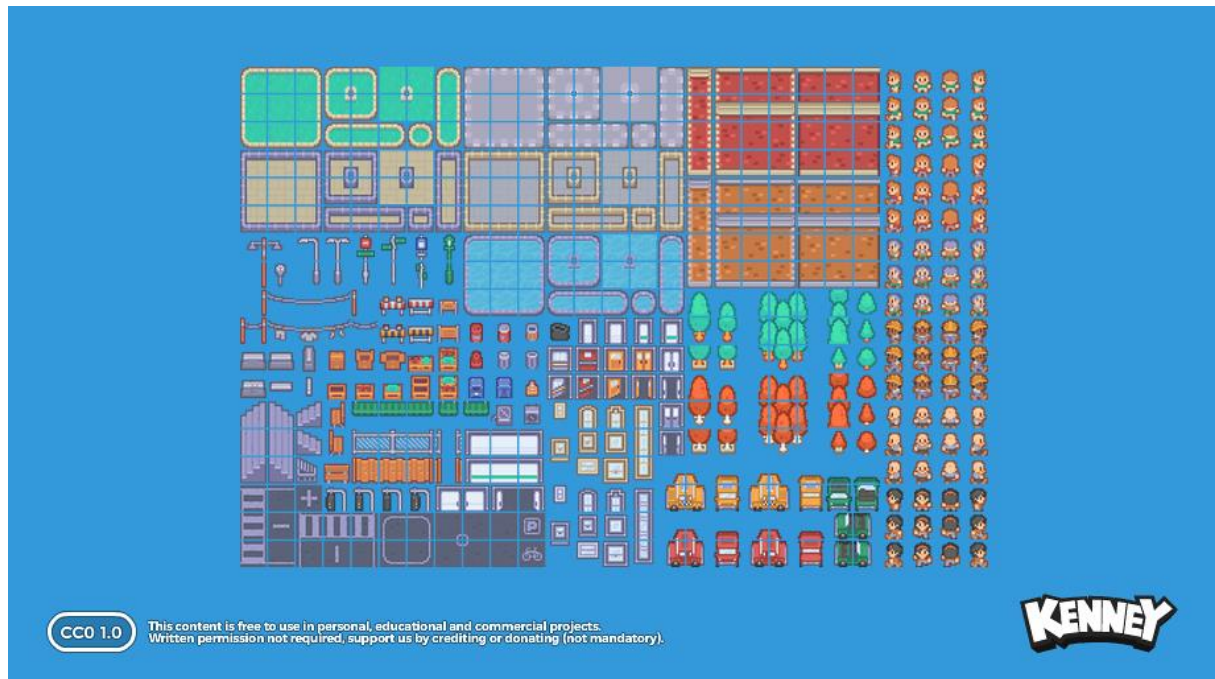 P
CC0 1.0
This content is free to use in personal, educational and commercial projects.
Written permission not required, support us by crediting or donating (not mandatory).
KENNEY